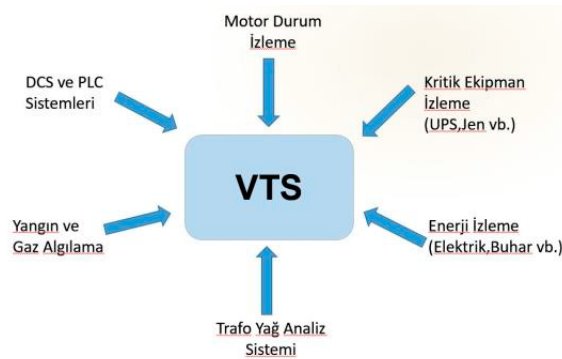 Motor Durum
İzleme
DCS ve PLC
Sistemleri
Kritik Ekipman
İzleme
(UPS,Jen vb.)
VTS
Yangın ve
Gaz Algılama
Enerji İzleme
(Elektrik,Buhar vb.)
Trafo Yağ Analiz
Sistemi